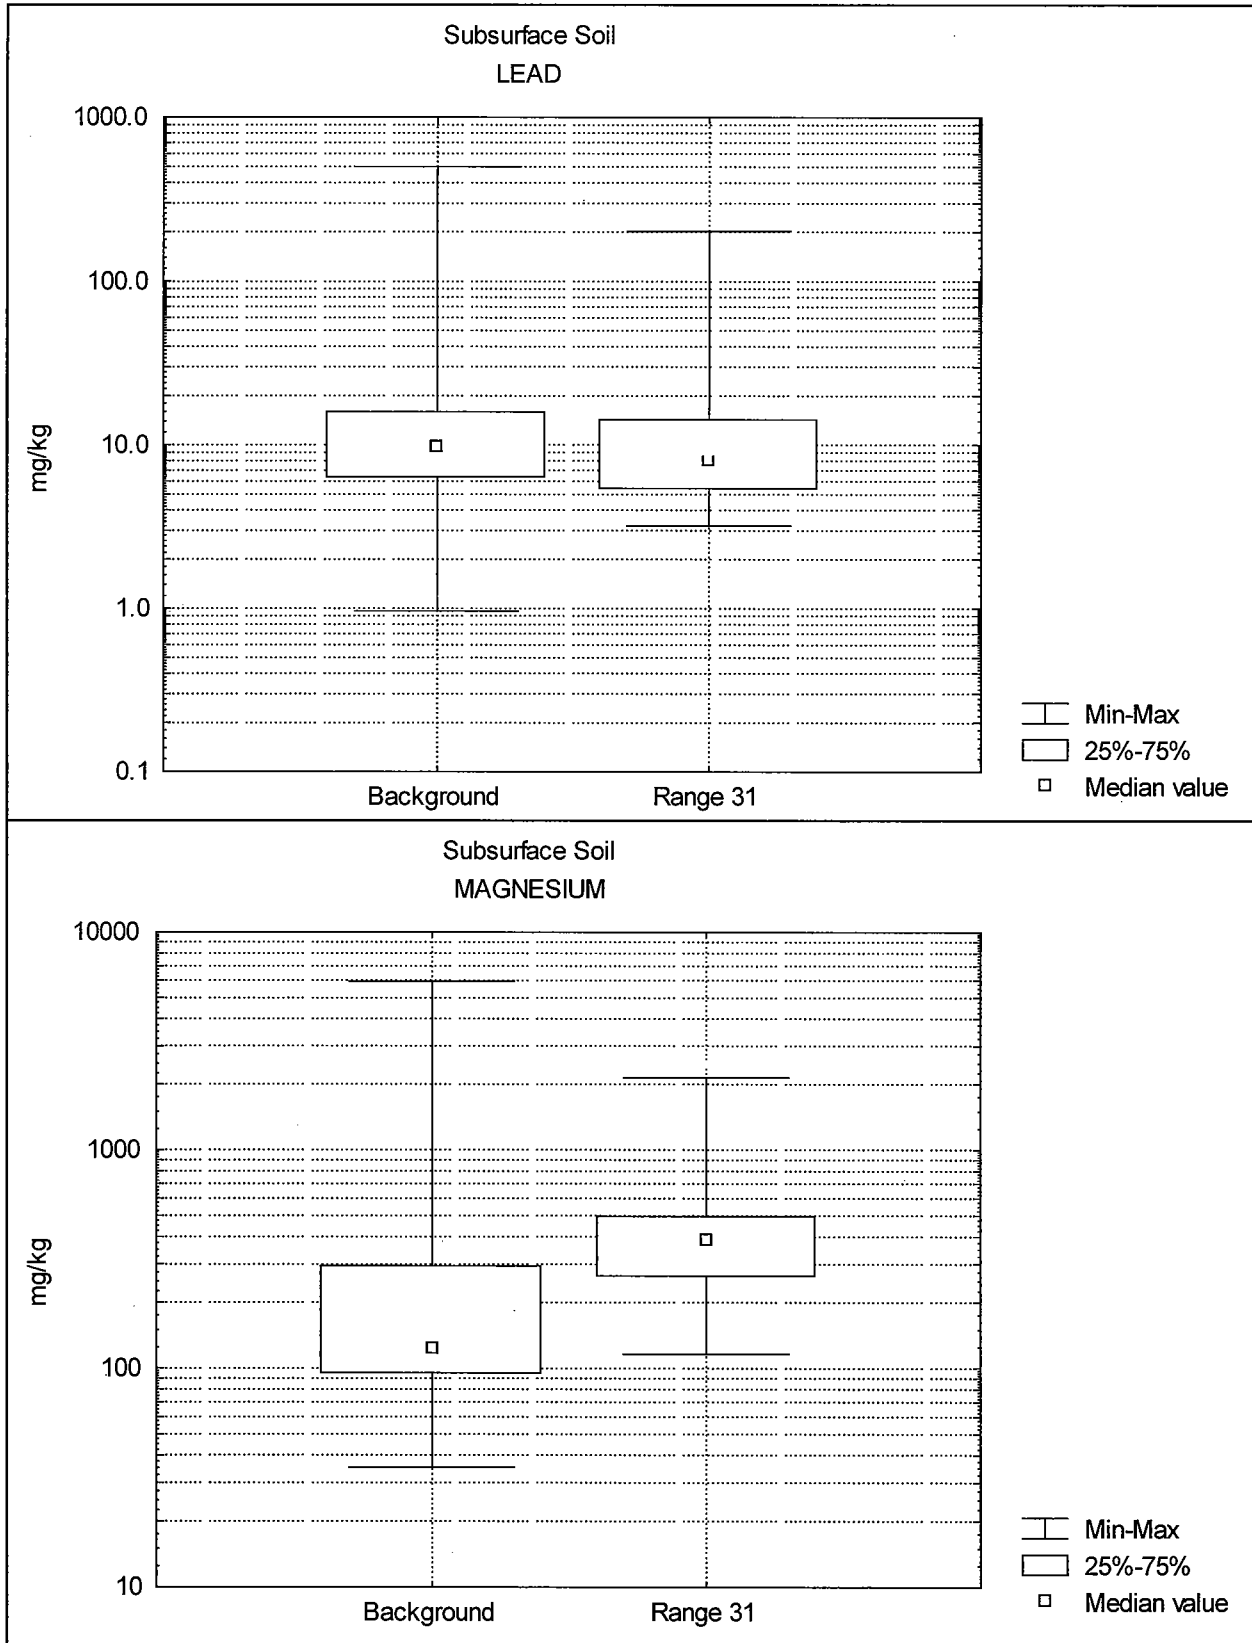 Subsurface Soil
LEAD
1000.0
100.0
10.0
1.0
0.1
mg/kg
Background
Range 31
Min-Max
25%-75%
Median value
Subsurface Soil
MAGNESIUM
10000
1000
100
10
mg/kg
Background
Range 31
Min-Max
25%-75%
Median value